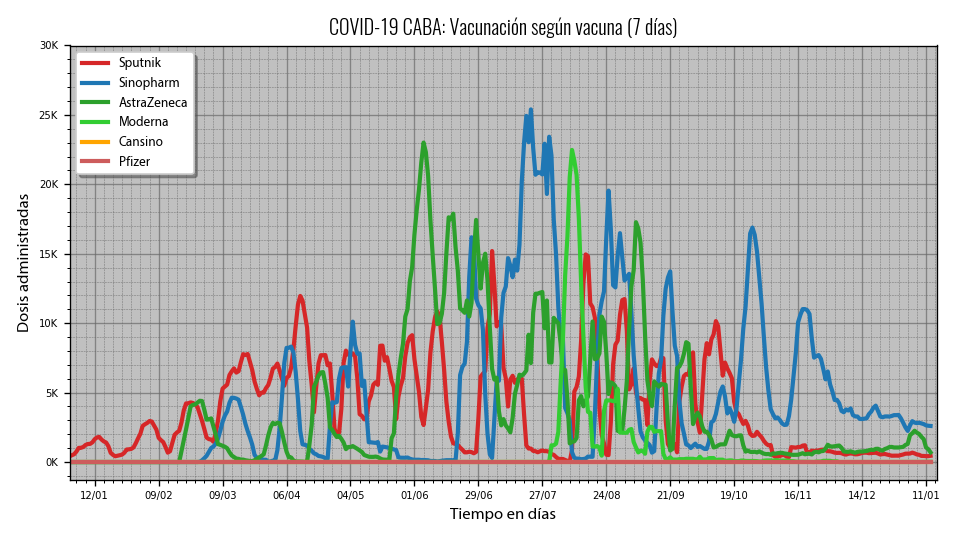 COVID-19 CABA: Vacunación según vacuna (7 días)
30K
25K
20K
15K
10K
5K
0K
Dosis administradas
Sputnik
Sinopharm
AstraZeneca
Moderna
Cansino
Pfizer
12/01 09/02 09/03 06/04 04/05 01/06 29/06 27/07 24/08 21/09 19/10 16/11 14/12 11/01
Tiempo en días